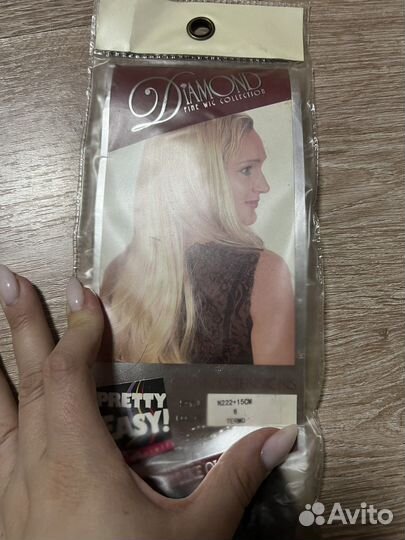 DIAMOND
FINE WIG COLLECTION
PRETTY
EASY!
N222+15CM
6
TERMO
Avito